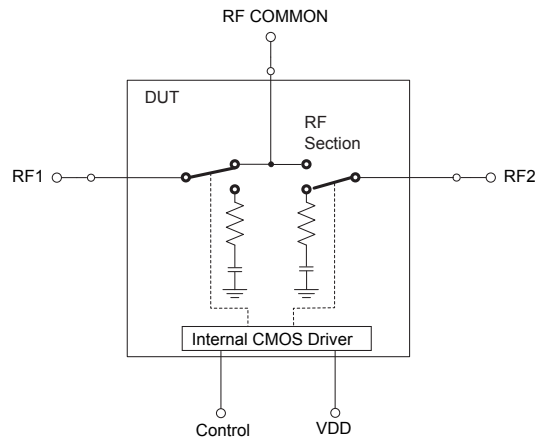 RF COMMON
DUT
RF
Section
RF1
RF2
Internal CMOS Driver
Control
VDD